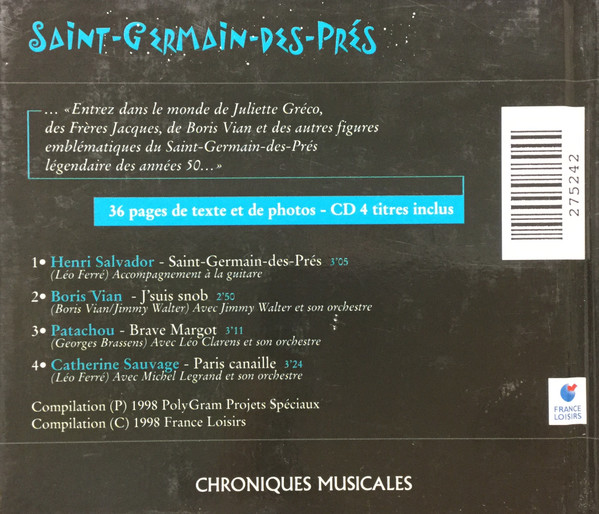 SAINT-GERMAIN-DES-PRÉS
... «Entrez dans le monde de Juliette Gréco,
des Frères Jacques, de Boris Vian et des autres figures
emblématiques du Saint-Germain-des-Prés
légendaire des années 50...»
36 pages de texte et de photos - CD 4 titres inclus
275242
1• Henri Salvador - Saint-Germain-des-Prés 3'05
(Léo Ferré) Accompagnement à la guitare
2• Boris Vian - J'suis snob 2'50
(Boris Vian/Jimmy Walter) Avec Jimmy Walter et son orchestre
3• Patachou - Brave Margot 3'11
(Georges Brassens) Avec Léo Clarens et son orchestre
4• Catherine Sauvage - Paris canaille 3'24
(Léo Ferré) Avec Michel Legrand et son orchestre
Compilation (P) 1998 PolyGram Projets Spéciaux
Compilation (C) 1998 France Loisirs
FRANCE
LOISIRS
CHRONIQUES MUSICALES